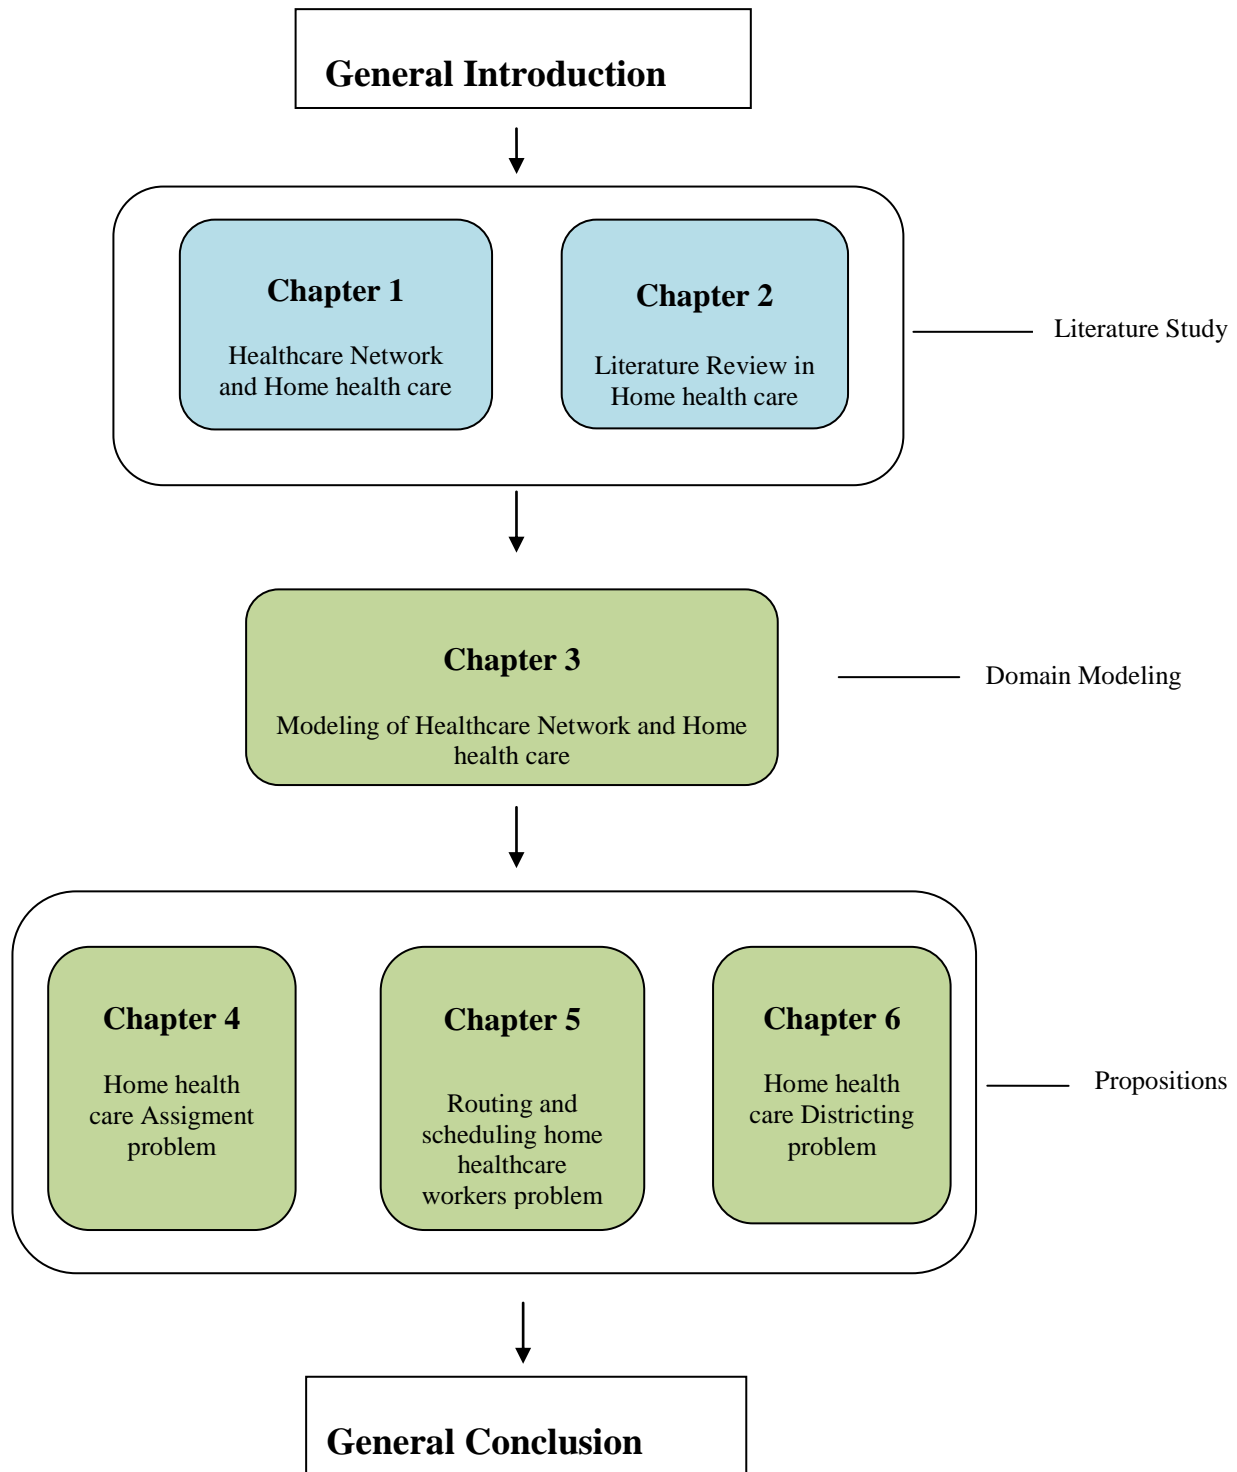 General Introduction
Chapter 1
Healthcare Network
and Home health care
Chapter 2
Literature Review in
Home health care
Literature Study
Chapter 3
Modeling of Healthcare Network and Home
health care
Domain Modeling
Chapter 4
Home health
care Assigment
problem
Chapter 5
Routing and
scheduling home
healthcare
workers problem
Chapter 6
Home health
care Districting
problem
Propositions
General Conclusion